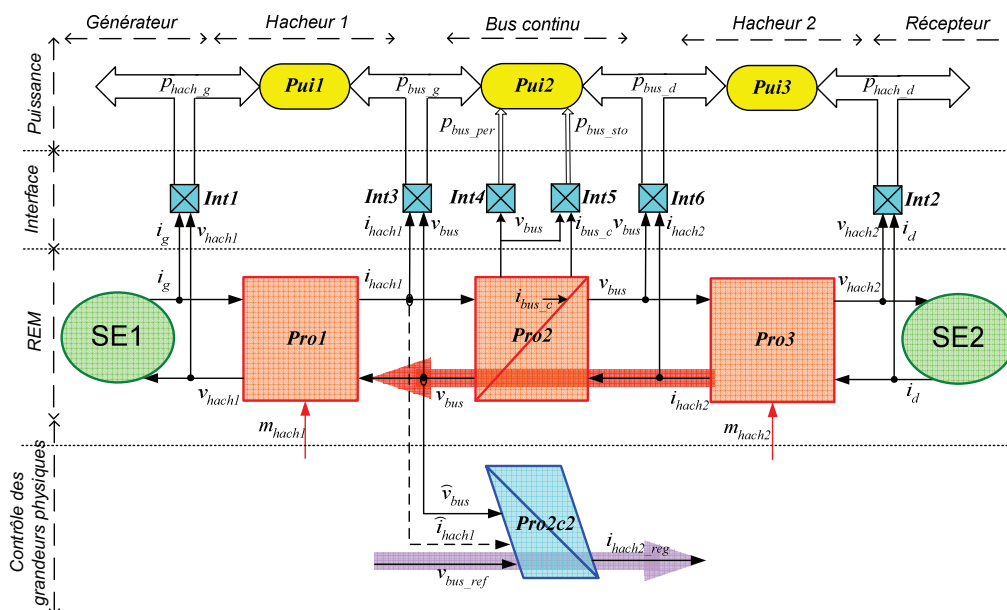 Générateur Hacheur 1 Bus continu Hacheur 2 Récepteur
Puissance
p_hach_g Pui1 p_bus_g Pui2 p_bus_d Pui3 p_hach_d
p_bus_per p_bus_sto
Interface
Int1 Int3 Int4 Int5 Int6 Int2
i_g v_hach1 i_hach1 v_bus v_bus i_bus_c v_bus i_hach2 v_hach2 i_d
REM
i_g i_hach1 i_bus_c v_bus v_hach2
SE1 Pro1 Pro2 Pro3 SE2
v_hach1 v_bus i_hach2 i_d
m_hach1 m_hach2
Contrôle des
grandeurs physiques
v̂_bus
Pro2c2
î_hach1 i_hach2_reg
v_bus_ref